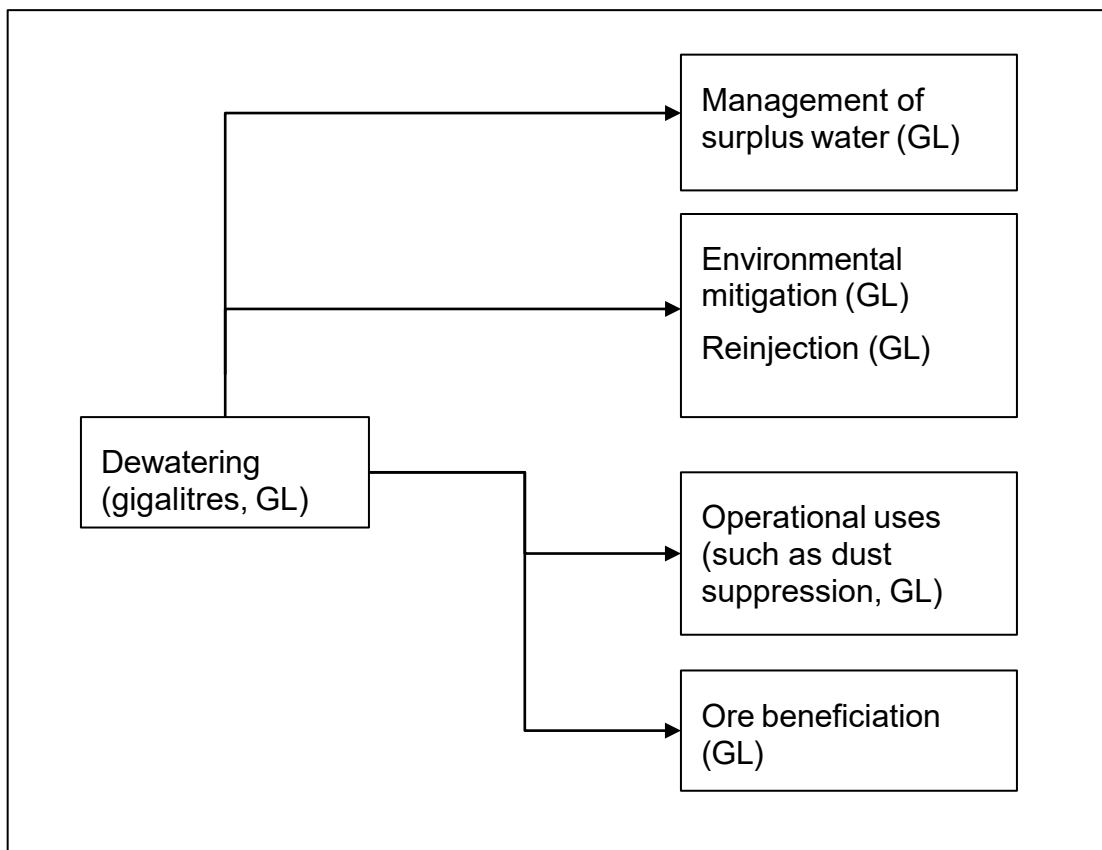 Management of
surplus water (GL)
Environmental
mitigation (GL)
Reinjection (GL)
Dewatering
(gigalitres, GL)
Operational uses
(such as dust
suppression, GL)
Ore beneficiation
(GL)